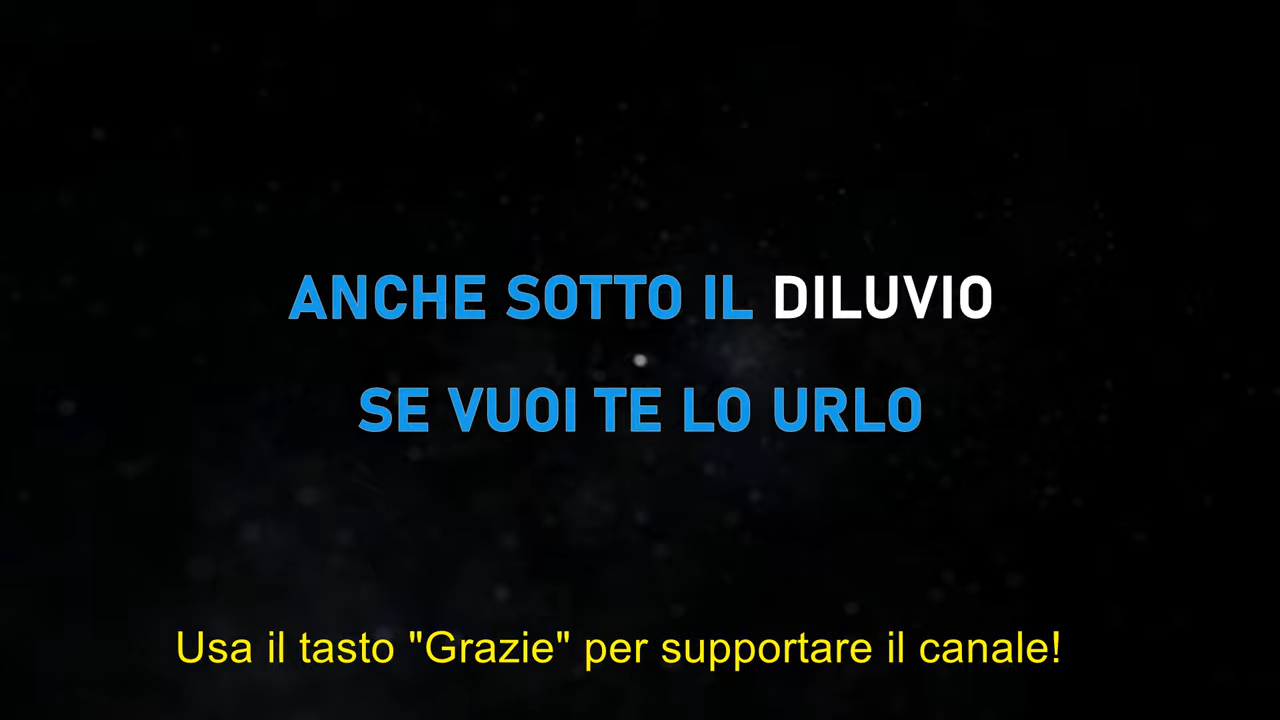 ANCHE SOTTO IL DILUVIO
SE VUOI TE LO URLO
Usa il tasto "Grazie" per supportare il canale!